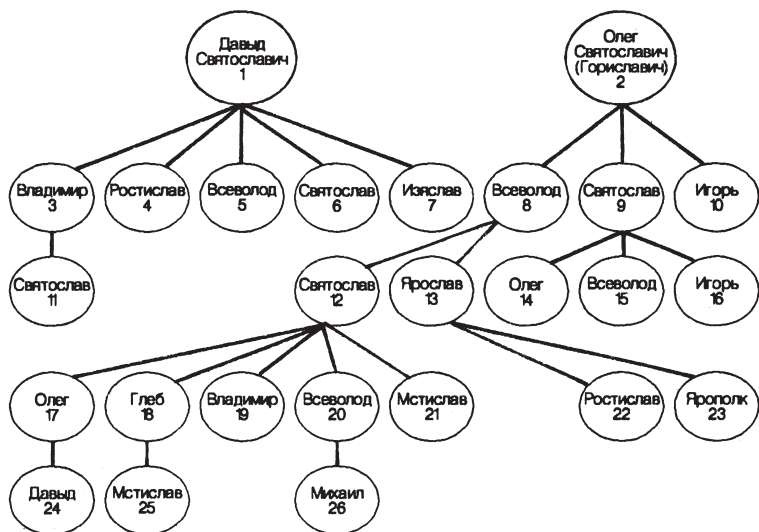 Давыд
Святославич
1
Олег
Святославич
(Гориславич)
2
Владимир
3
Ростислав
4
Всеволод
5
Святослав
6
Изяслав
7
Всеволод
8
Святослав
9
Игорь
10
Святослав
11
Святослав
12
Ярослав
13
Олег
14
Всеволод
15
Игорь
16
Олег
17
Глеб
18
Владимир
19
Всеволод
20
Мстислав
21
Ростислав
22
Ярополк
23
Давыд
24
Мстислав
25
Михаил
26